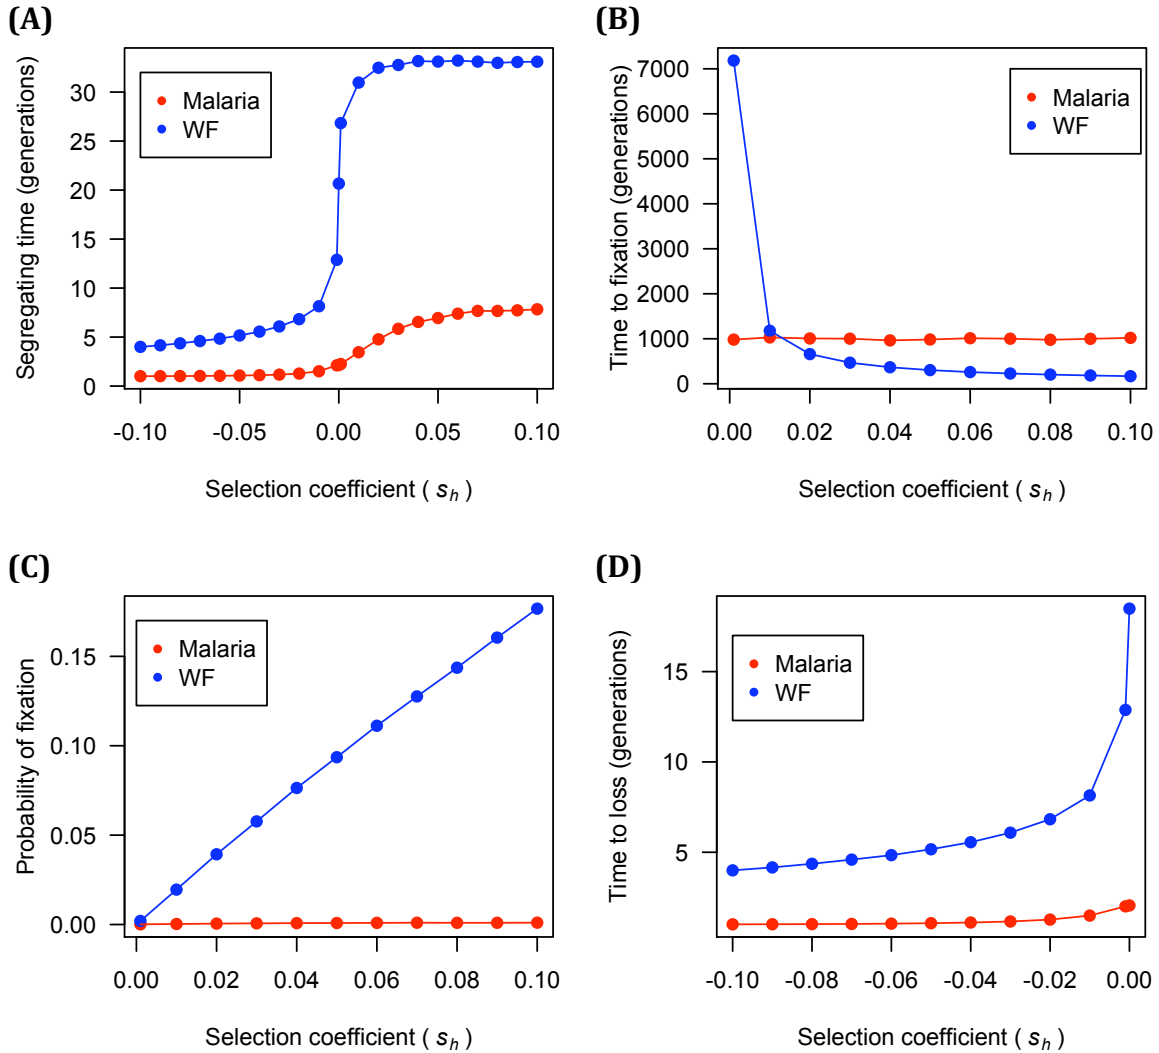 (A)
Segregating time (generations)
30
25
20
15
10
5
0
Malaria
WF
-0.10
-0.05
0.00
0.05
0.10
Selection coefficient ( s_h )
(B)
Time to fixation (generations)
7000
6000
5000
4000
3000
2000
1000
0
Malaria
WF
0.00
0.02
0.04
0.06
0.08
0.10
Selection coefficient ( s_h )
(C)
Probability of fixation
0.15
0.10
0.05
0.00
Malaria
WF
0.00
0.02
0.04
0.06
0.08
0.10
Selection coefficient ( s_h )
(D)
Time to loss (generations)
15
10
5
Malaria
WF
-0.10
-0.08
-0.06
-0.04
-0.02
0.00
Selection coefficient ( s_h )